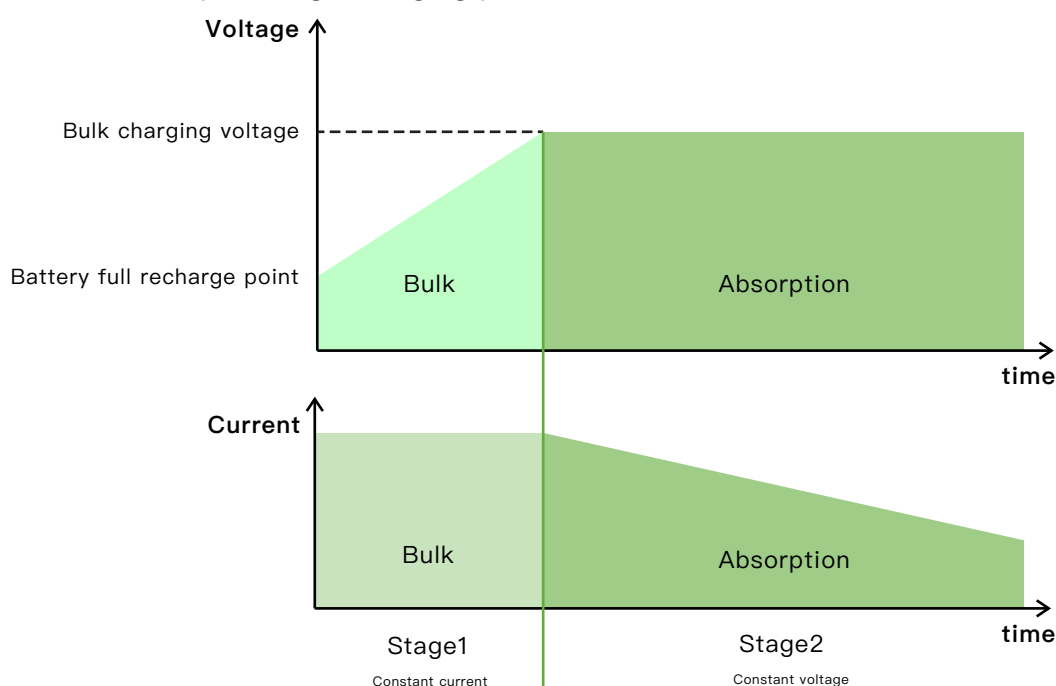 Voltage
Bulk charging voltage
Battery full recharge point
Bulk
Absorption
time
Current
Bulk
Absorption
time
Stage1
Stage2
Constant current
Constant voltage